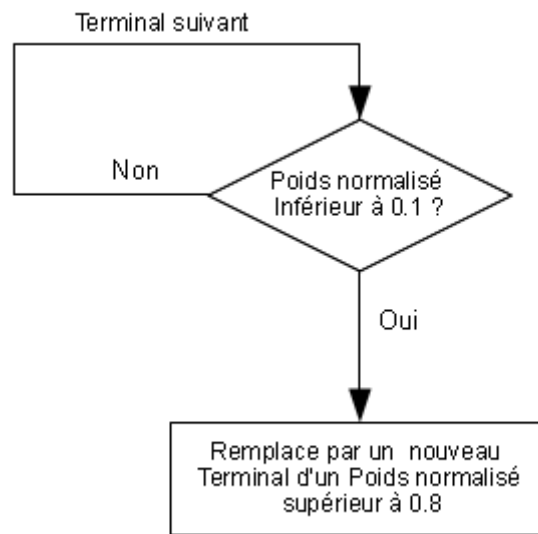 Terminal suivant
Non
Poids normalisé
Inférieur à 0.1 ?
Oui
Remplace par un nouveau
Terminal d'un Poids normalisé
supérieur à 0.8